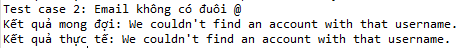 Test case 2: Email không có đuôi @
Kết quả mong đợi: We couldn't find an account with that username.
Kết quả thực tế: We couldn't find an account with that username.